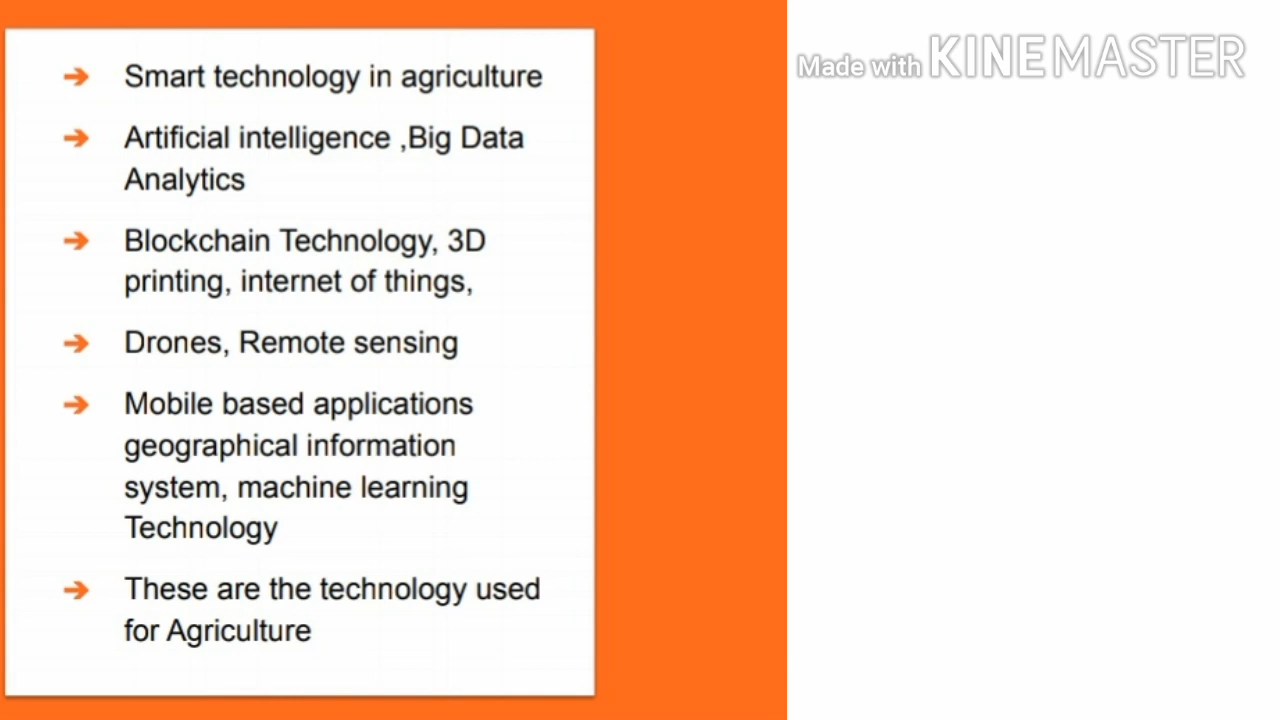 Smart technology in agriculture
Artificial intelligence ,Big Data
Analytics
Blockchain Technology, 3D
printing, internet of things,
Drones, Remote sensing
Mobile based applications
geographical information
system, machine learning
Technology
These are the technology used
for Agriculture
Made with KINEMASTER